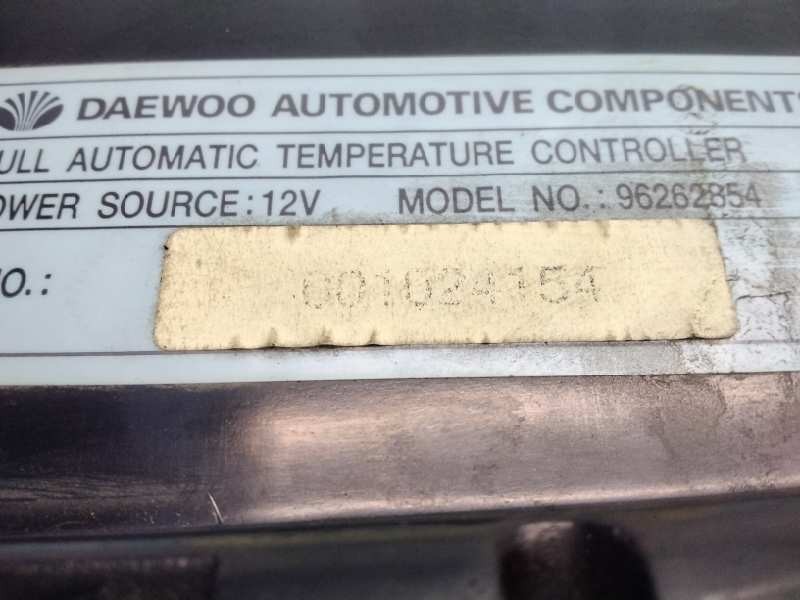 DAEWOO AUTOMOTIVE COMPONENTS
ULL AUTOMATIC TEMPERATURE CONTROLLER
OWER SOURCE: 12V MODEL NO.: 96262854
O.: 001024154